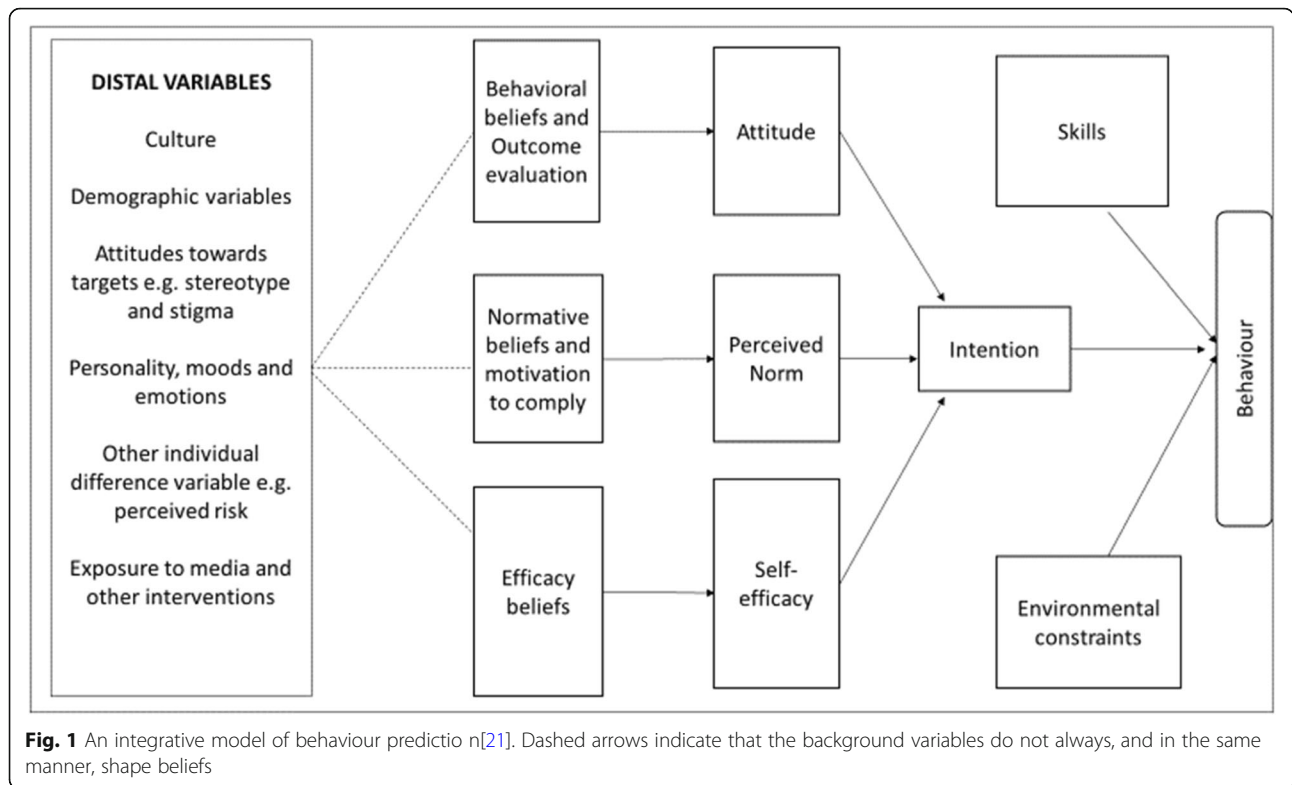 DISTAL VARIABLES
Culture
Demographic variables
Attitudes towards
targets e.g. stereotype
and stigma
Personality, moods and
emotions
Other individual
difference variable e.g.
perceived risk
Exposure to media and
other interventions
Behavioral
beliefs and
Outcome
evaluation
Normative
beliefs and
motivation
to comply
Efficacy
beliefs
Attitude
Perceived
Norm
Self-
efficacy
Intention
Skills
Environmental
constraints
Behaviour
Fig. 1 An integrative model of behaviour predictio n[21]. Dashed arrows indicate that the background variables do not always, and in the same
manner, shape beliefs